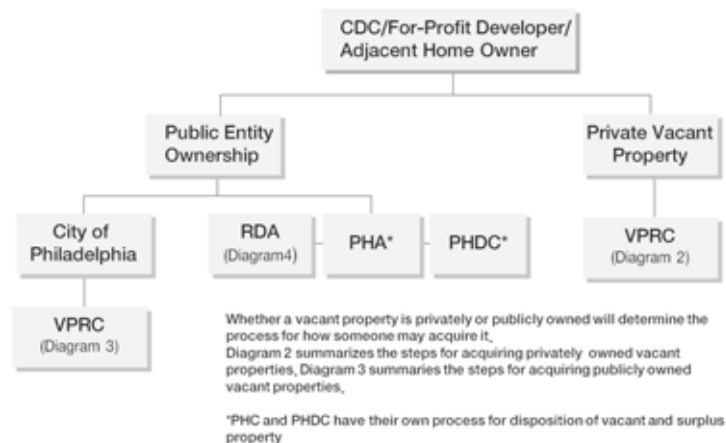 CDC/For-Profit Developer/
Adjacent Home Owner
Public Entity
Ownership
Private Vacant
Property
City of
Philadelphia
RDA
(Diagram4)
PHA*
PHDC*
VPRC
(Diagram 2)
VPRC
(Diagram 3)
Whether a vacant property is privately or publicly owned will determine the
process for how someone may acquire it.
Diagram 2 summarizes the steps for acquiring privately owned vacant
properties. Diagram 3 summaries the steps for acquiring publicly owned
vacant properties.
*PHC and PHDC have their own process for disposition of vacant and surplus
property